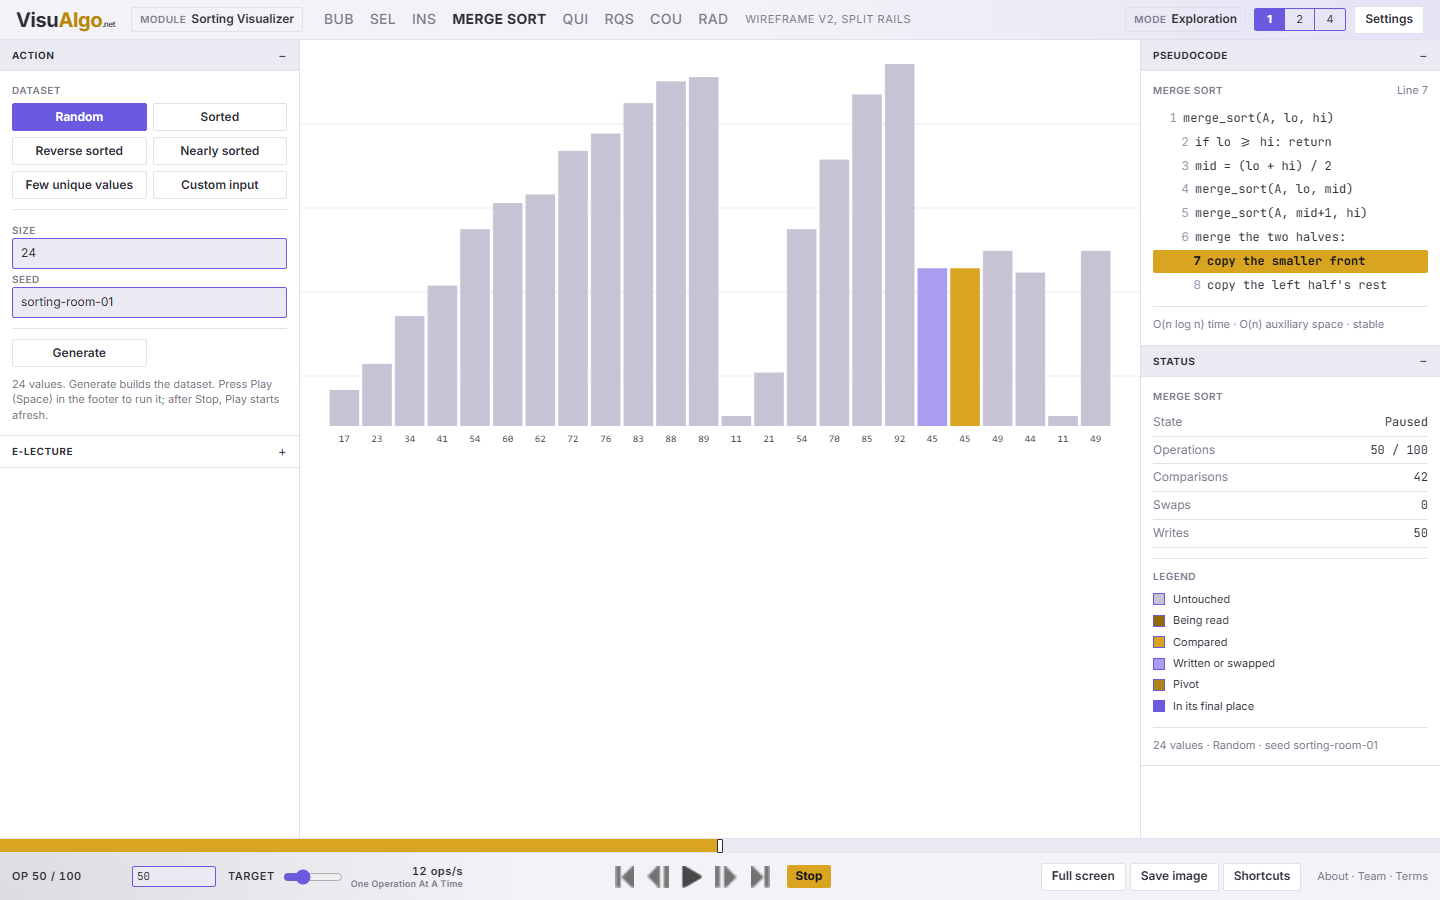 VisuAlgo.net
MODULE Sorting Visualizer
BUB SEL INS MERGE SORT QUI RQS COU RAD
WIREFRAME V2, SPLIT RAILS
MODE Exploration
1 2 4
Settings
ACTION −
DATASET
Random Sorted
Reverse sorted Nearly sorted
Few unique values Custom input
SIZE
24
SEED
sorting-room-01
Generate
24 values. Generate builds the dataset. Press Play
(Space) in the footer to run it; after Stop, Play starts
afresh.
E-LECTURE +
17 23 34 41 54 60 62 72 76 83 88 89 11 21 54 70 85 92 45 45 49 44 11 49
PSEUDOCODE −
MERGE SORT Line 7
1 merge_sort(A, lo, hi)
2 if lo ⩾ hi: return
3 mid = (lo + hi) / 2
4 merge_sort(A, lo, mid)
5 merge_sort(A, mid+1, hi)
6 merge the two halves:
7 copy the smaller front
8 copy the left half's rest
O(n log n) time · O(n) auxiliary space · stable
STATUS −
MERGE SORT
State Paused
Operations 50 / 100
Comparisons 42
Swaps 0
Writes 50
LEGEND
Untouched
Being read
Compared
Written or swapped
Pivot
In its final place
24 values · Random · seed sorting-room-01
OP 50 / 100
50
TARGET
12 ops/s
One Operation At A Time
Stop
Full screen
Save image
Shortcuts
About · Team · Terms